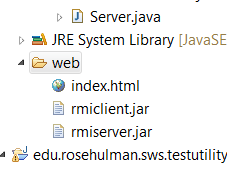 Server.java
JRE System Library [JavaSE
web
index.html
rmiclient.jar
rmiserver.jar
edu.rosehulman.sws.testutility